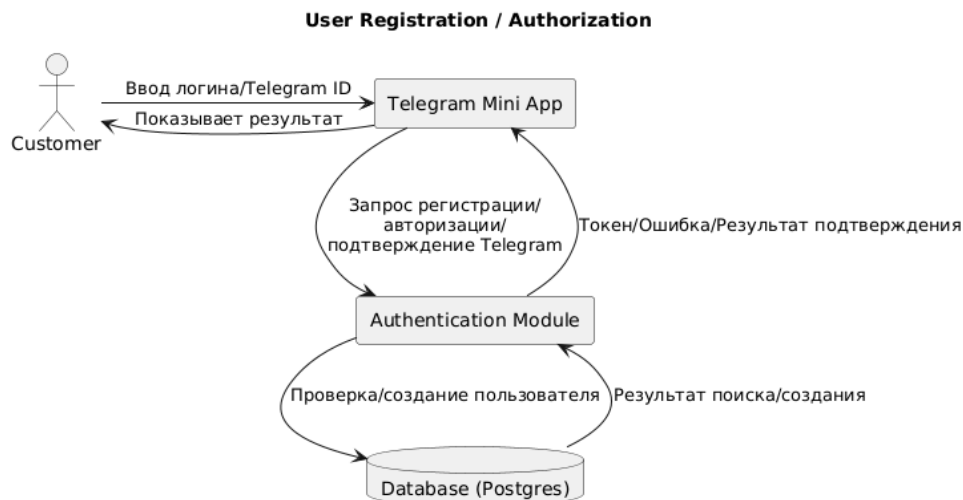 User Registration / Authorization
Ввод логина/Telegram ID
Telegram Mini App
Показывает результат
Customer
Запрос регистрации/
авторизации/
подтверждение Telegram
Токен/Ошибка/Результат подтверждения
Authentication Module
Проверка/создание пользователя
Результат поиска/создания
Database (Postgres)